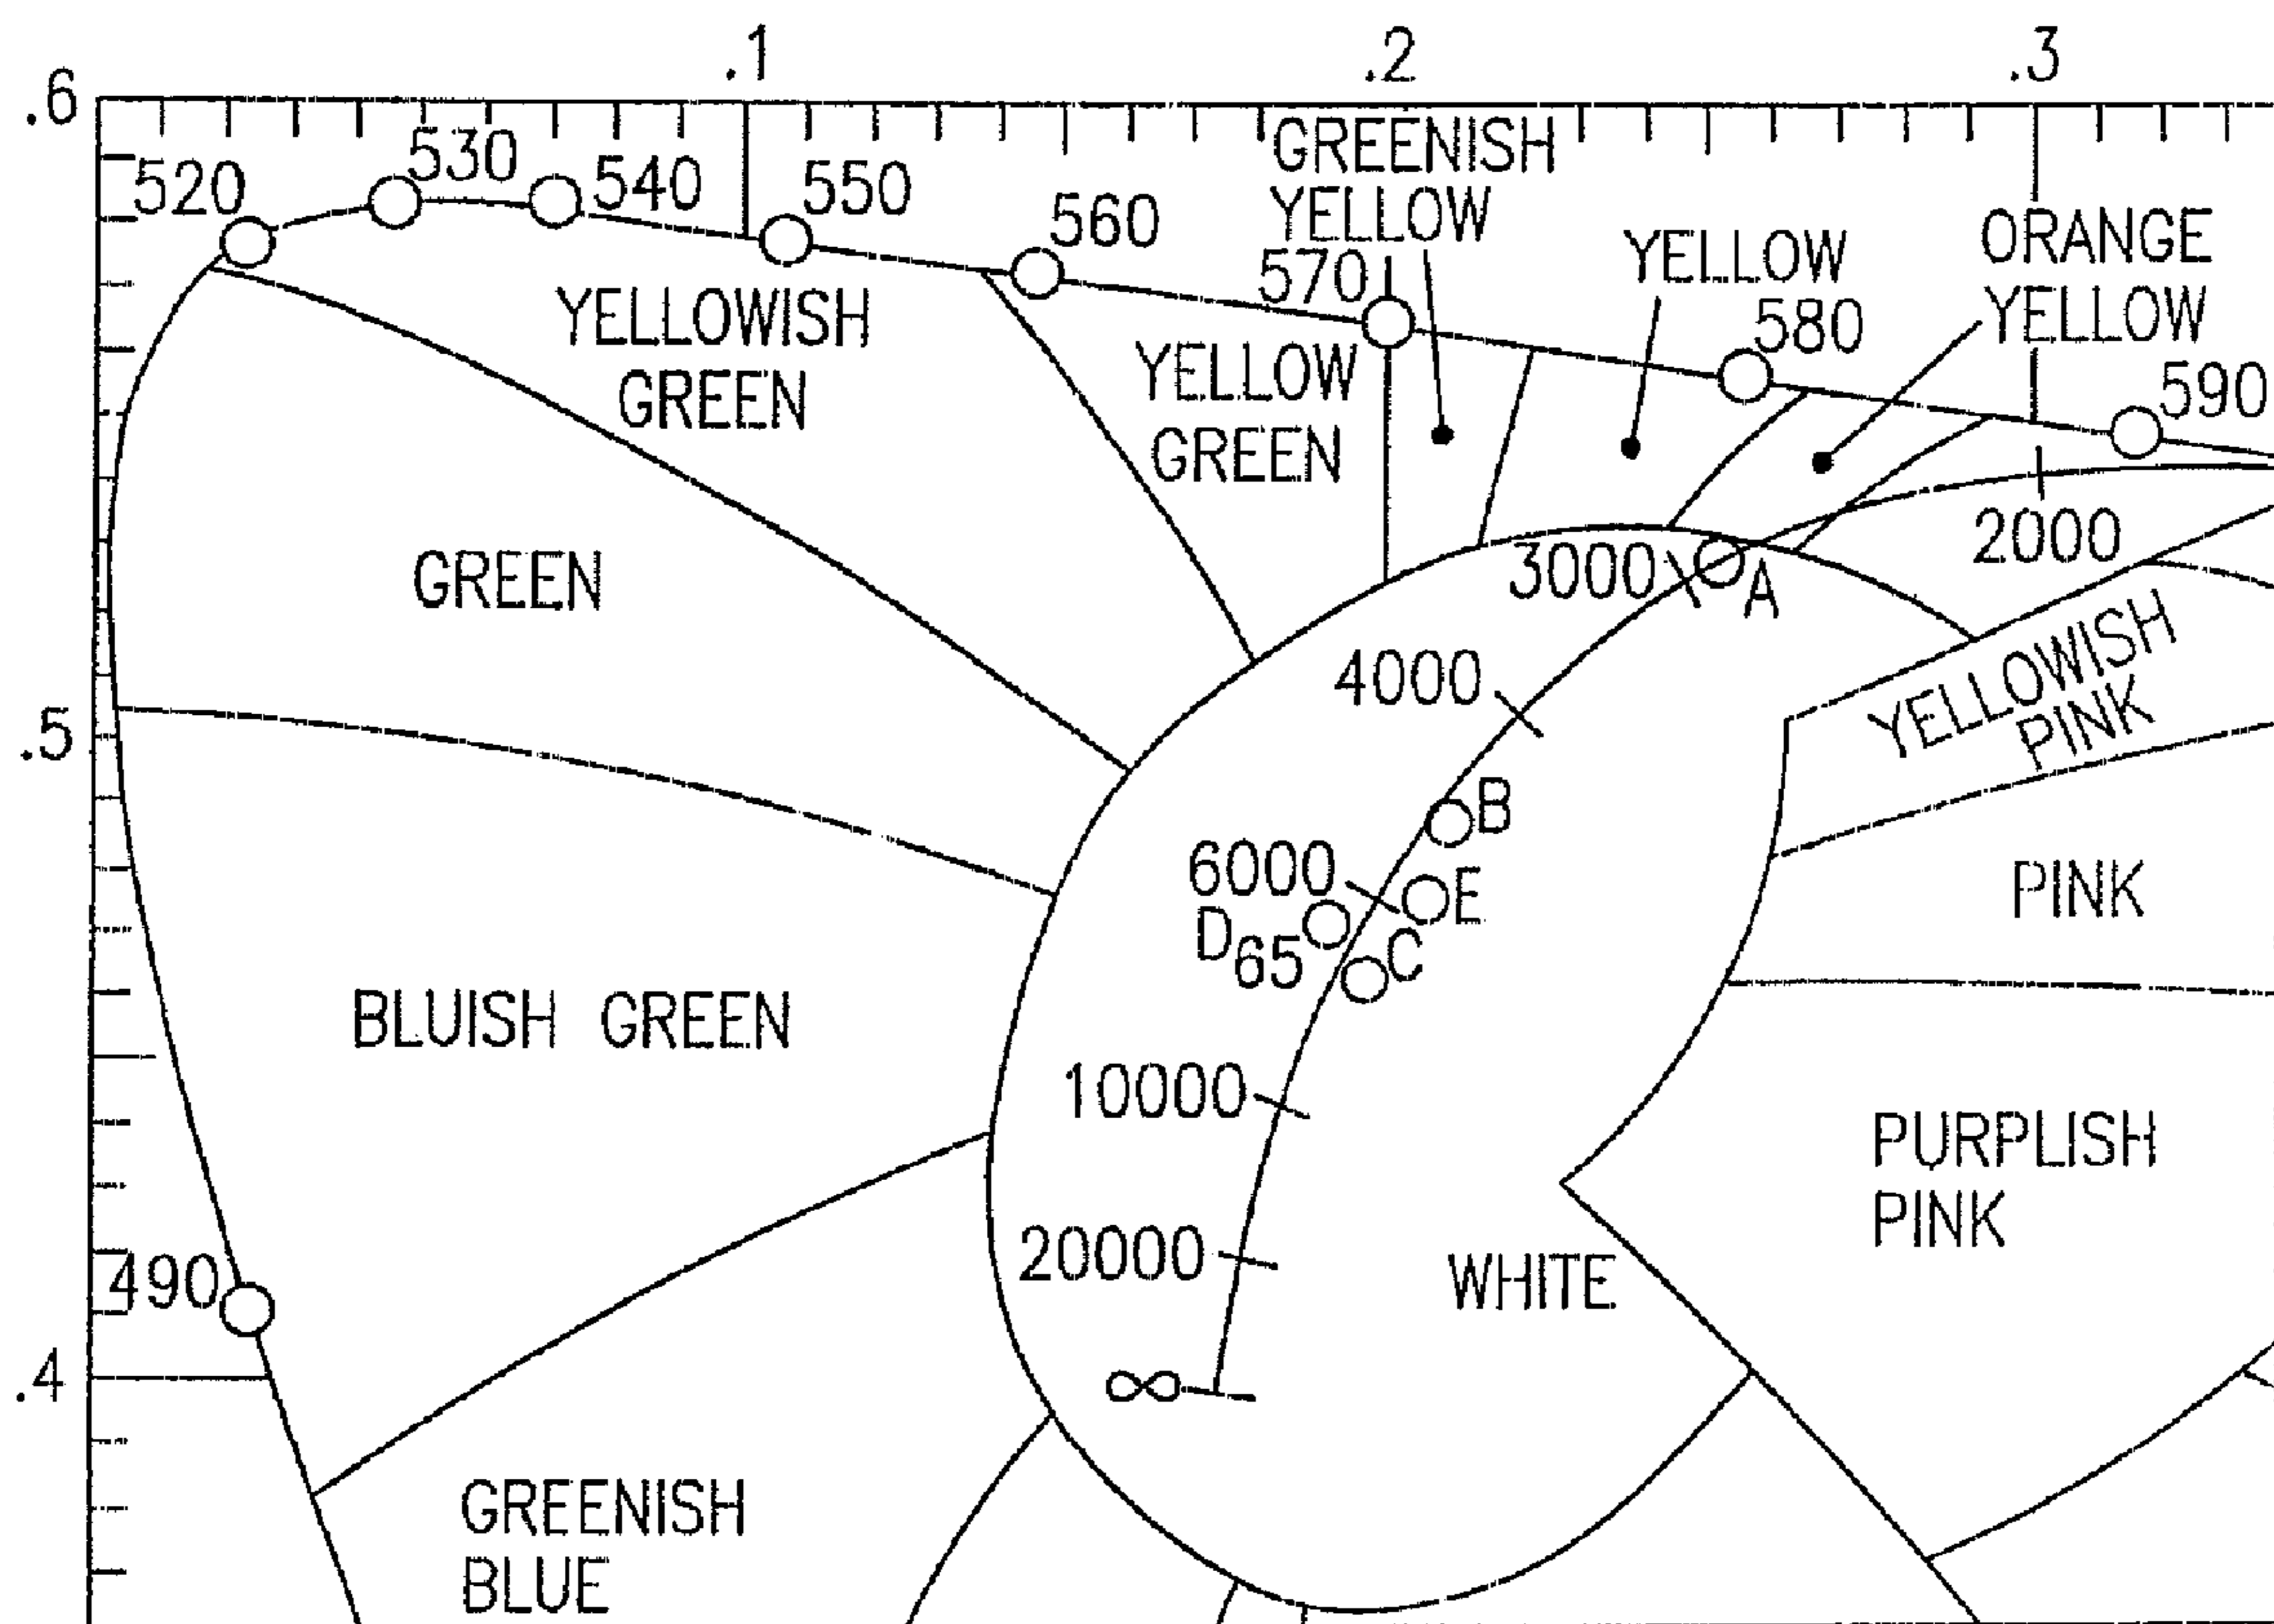 .1
.2
.3
.6
520
530
540
550
560
570
580
590
GREENISH
YELLOW
YELLOW
ORANGE
YELLOW
YELLOWISH
GREEN
YELLOW
GREEN
GREEN
3000
A
2000
4000
YELLOWISH
PINK
.5
B
6000
E
D65
C
PINK
BLUISH GREEN
10000
PURPLISH
PINK
20000
WHITE
490
.4
∞
GREENISH
BLUE